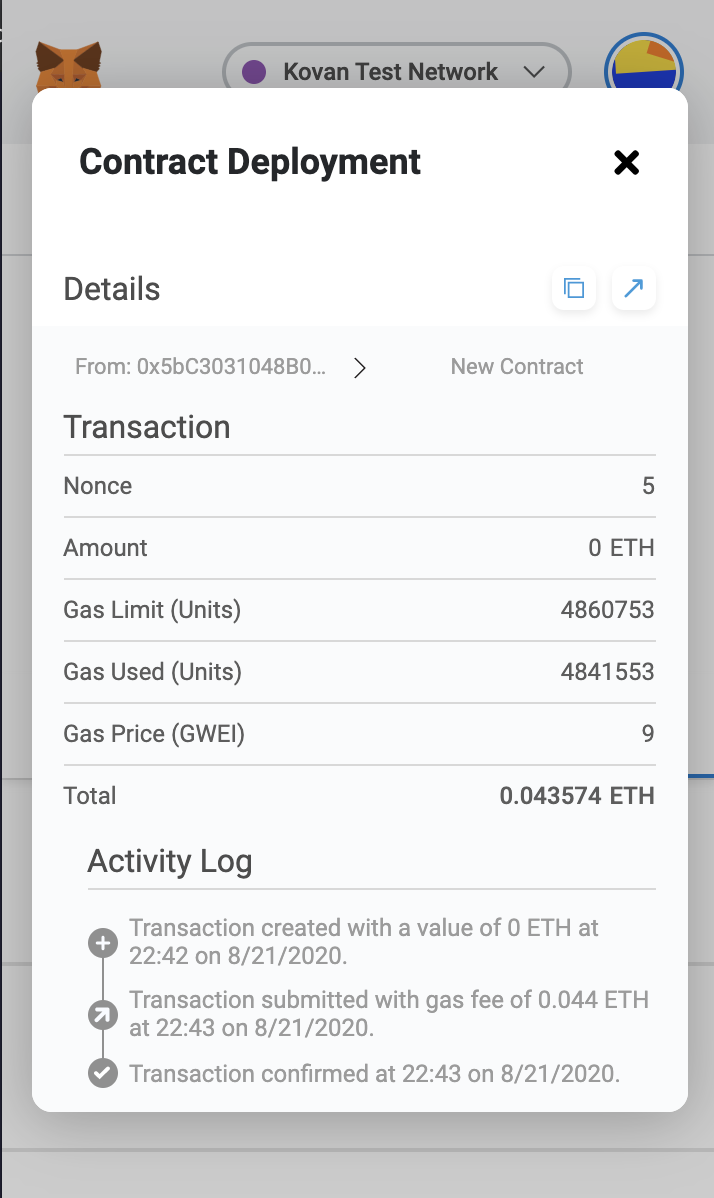 Kovan Test Network
Contract Deployment
Details
From: 0x5bC3031048B0...
New Contract
Transaction
Nonce 5
Amount 0 ETH
Gas Limit (Units) 4860753
Gas Used (Units) 4841553
Gas Price (GWEI) 9
Total 0.043574 ETH
Activity Log
Transaction created with a value of 0 ETH at
22:42 on 8/21/2020.
Transaction submitted with gas fee of 0.044 ETH
at 22:43 on 8/21/2020.
Transaction confirmed at 22:43 on 8/21/2020.